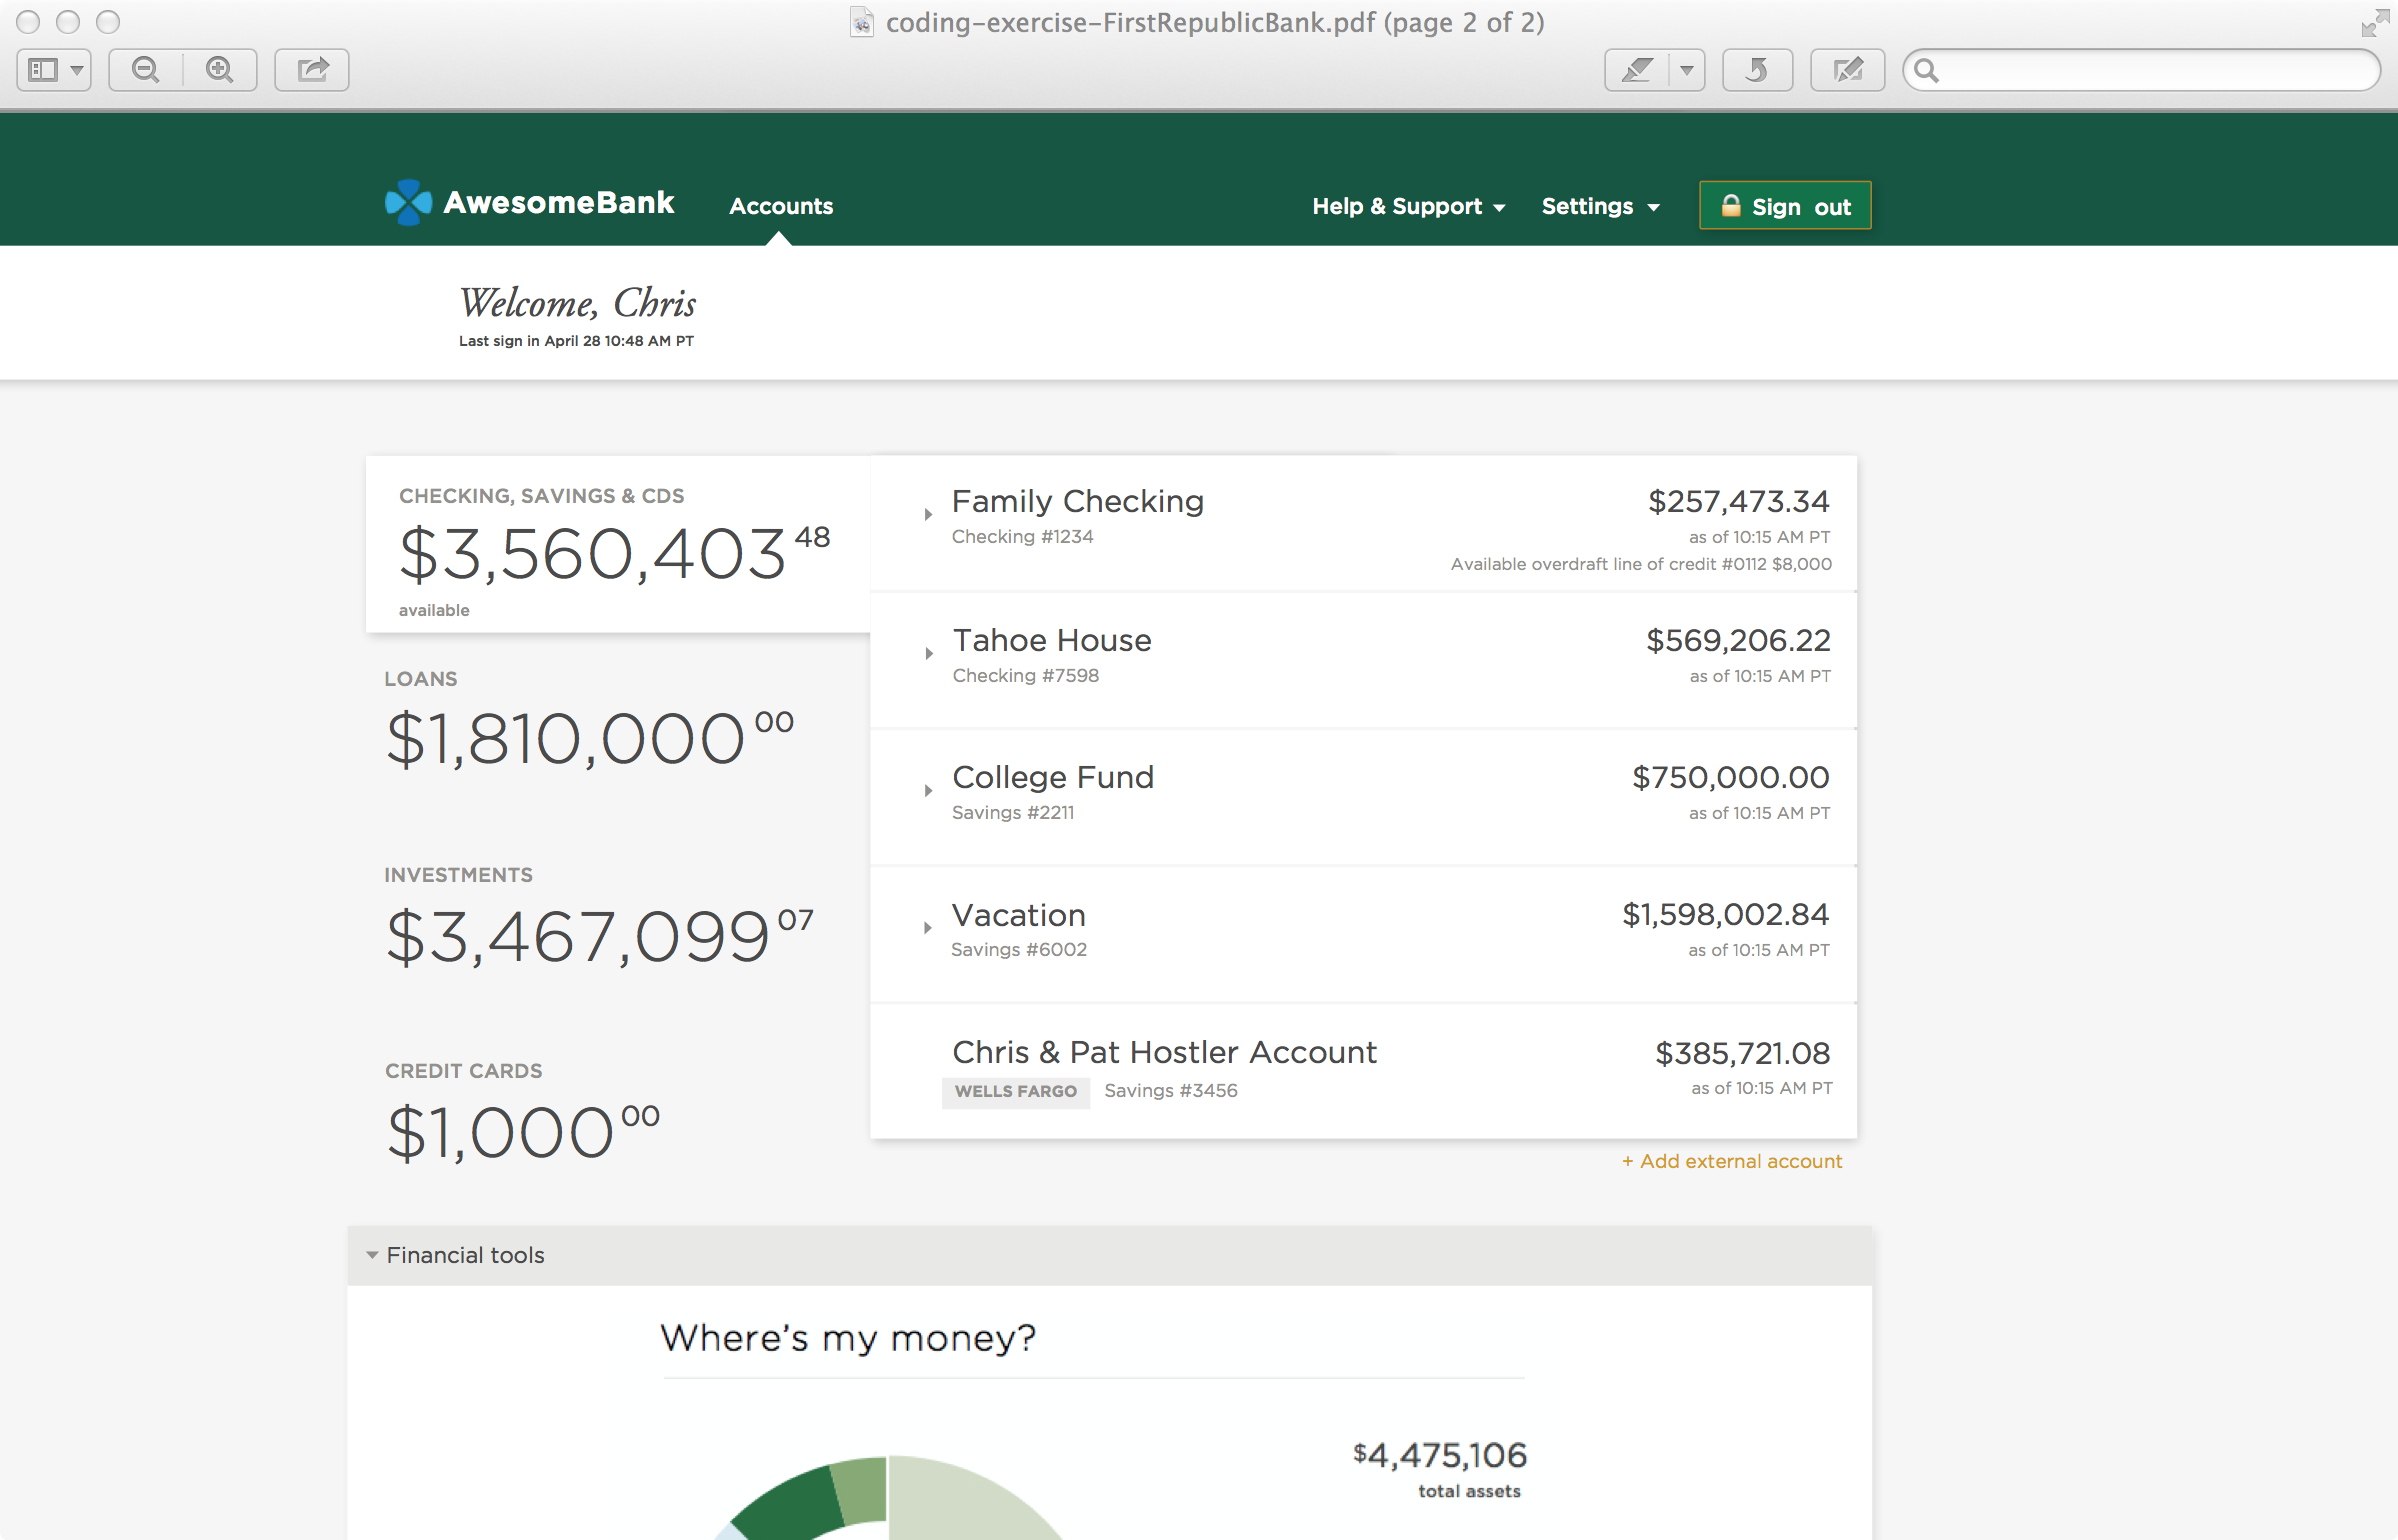 coding-exercise-FirstRepublicBank.pdf (page 2 of 2)
AwesomeBank Accounts Help & Support Settings Sign out
Welcome, Chris
Last sign in April 28 10:48 AM PT
CHECKING, SAVINGS & CDS
$3,560,403 48
available
LOANS
$1,810,000 00
INVESTMENTS
$3,467,099 07
CREDIT CARDS
$1,000 00
Family Checking $257,473.34
Checking #1234 as of 10:15 AM PT
Available overdraft line of credit #0112 $8,000
Tahoe House $569,206.22
Checking #7598 as of 10:15 AM PT
College Fund $750,000.00
Savings #2211 as of 10:15 AM PT
Vacation $1,598,002.84
Savings #6002 as of 10:15 AM PT
Chris & Pat Hostler Account $385,721.08
WELLS FARGO Savings #3456 as of 10:15 AM PT
+ Add external account
Financial tools
Where's my money?
$4,475,106
total assets